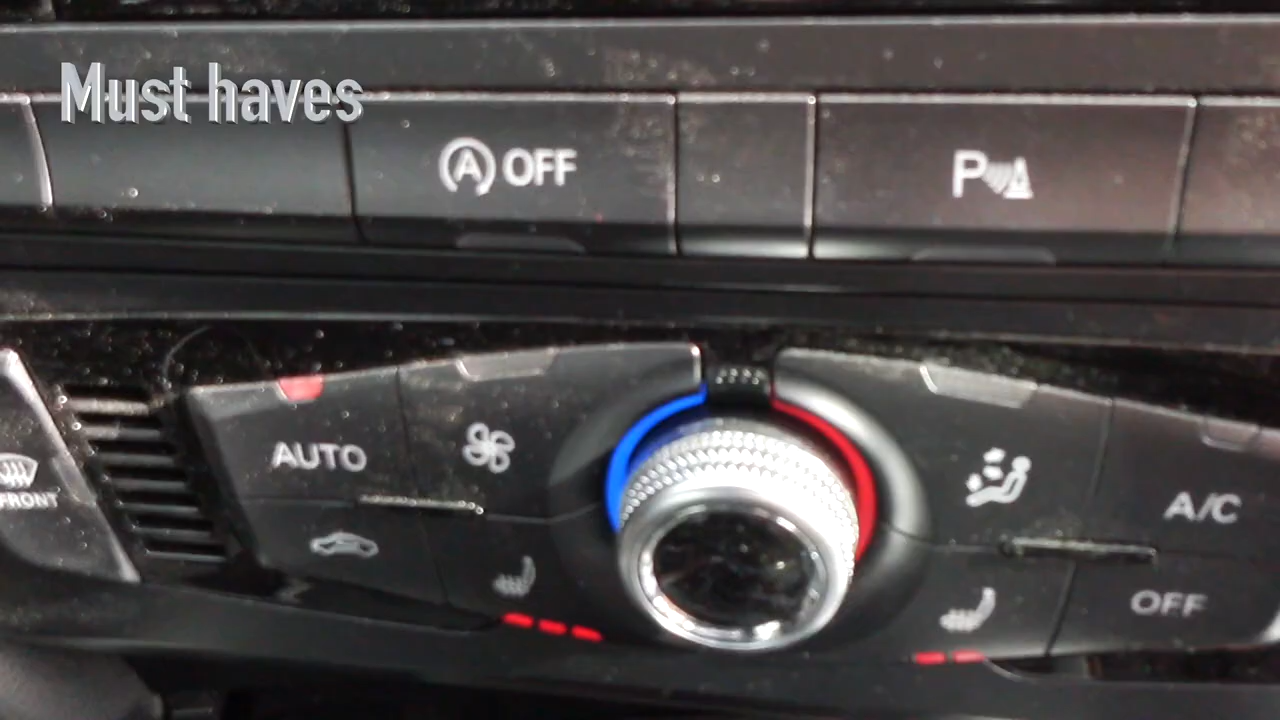 Must haves
A OFF
P
AUTO
FRONT
A/C
OFF